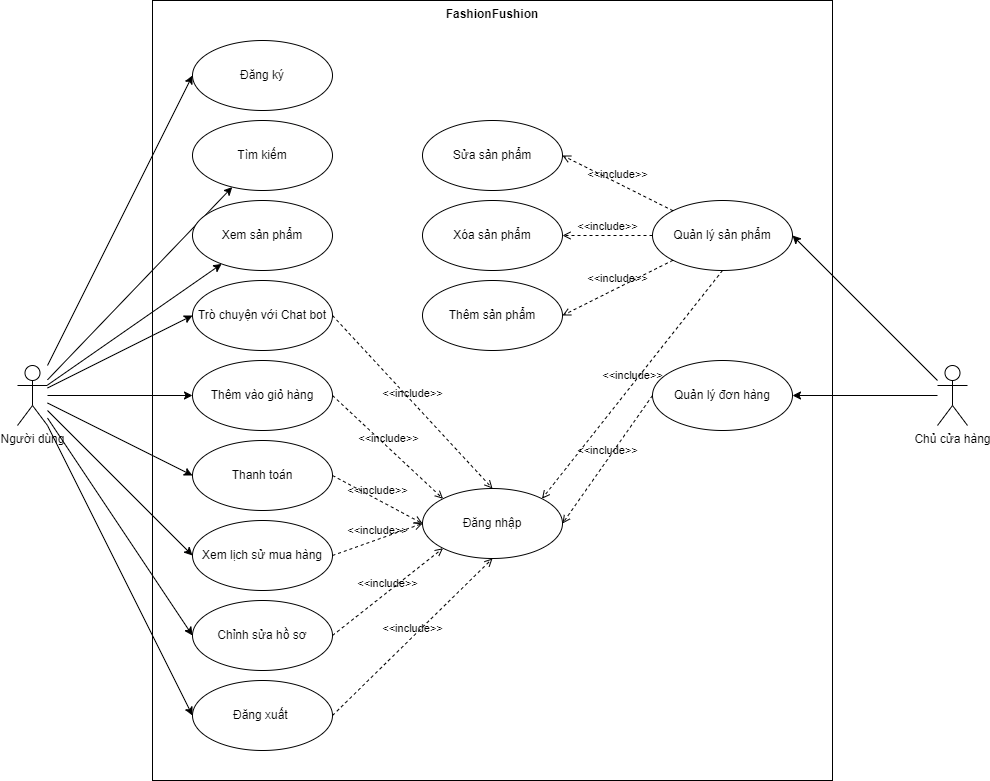 FashionFushion
Đăng ký
Tìm kiếm
Sửa sản phẩm
<<include>>
Xem sản phẩm
Xóa sản phẩm
<<include>>
Quản lý sản phẩm
<<include>>
Trò chuyện với Chat bot
Thêm sản phẩm
<<include>>
Thêm vào giỏ hàng
<<include>>
Quản lý đơn hàng
Người dùng
<<include>>
Chủ cửa hàng
<<include>>
Thanh toán
<<include>>
Đăng nhập
<<include>>
Xem lịch sử mua hàng
<<include>>
Chỉnh sửa hồ sơ
<<include>>
Đăng xuất